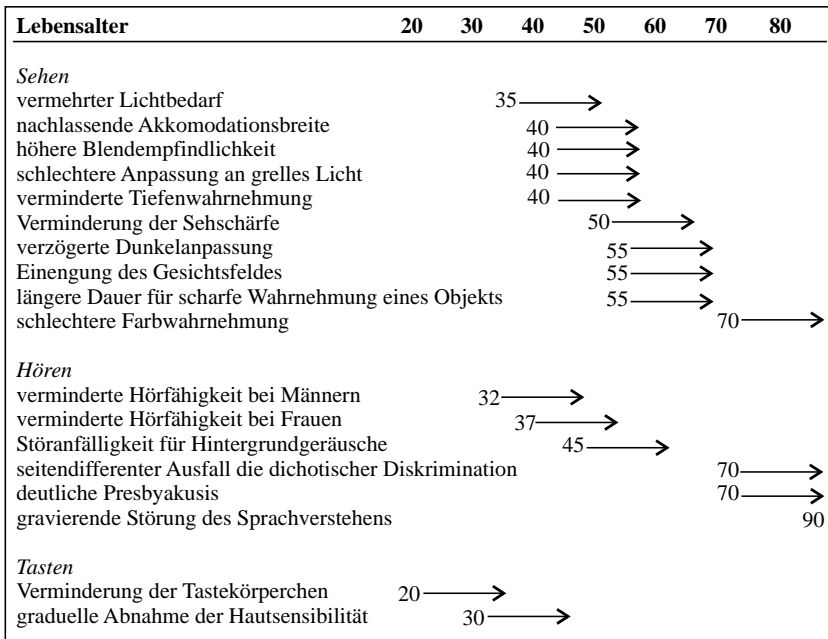 Lebensalter 20 30 40 50 60 70 80
Sehen
vermehrter Lichtbedarf 35
nachlassende Akkomodationsbreite 40
höhere Blendempfindlichkeit 40
schlechtere Anpassung an grelles Licht 40
verminderte Tiefenwahrnehmung 40
Verminderung der Sehschärfe 50
verzögerte Dunkelanpassung 55
Einengung des Gesichtsfeldes 55
längere Dauer für scharfe Wahrnehmung eines Objekts 55
schlechtere Farbwahrnehmung 70
Hören
verminderte Hörfähigkeit bei Männern 32
verminderte Hörfähigkeit bei Frauen 37
Störanfälligkeit für Hintergrundgeräusche 45
seitendifferenter Ausfall die dichotischer Diskrimination 70
deutliche Presbyakusis 70
gravierende Störung des Sprachverstehens 90
Tasten
Verminderung der Tastekörperchen 20
graduelle Abnahme der Hautsensibilität 30